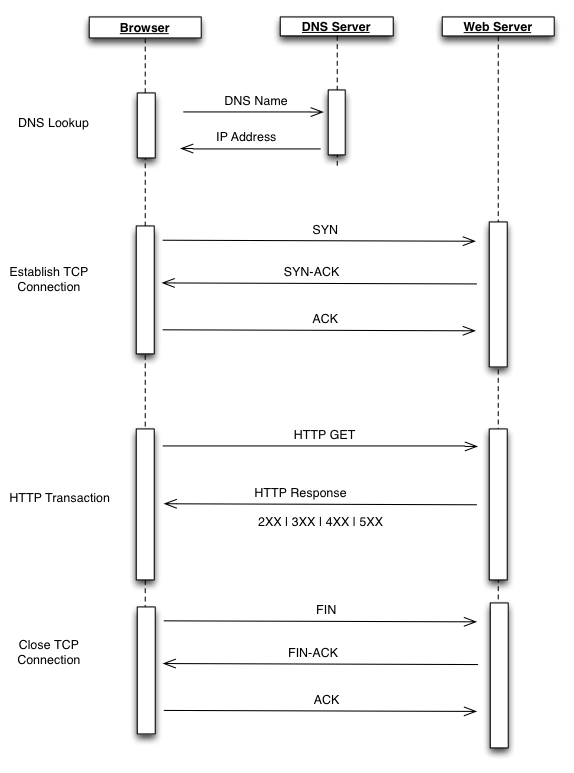 Browser
DNS Server
Web Server
DNS Lookup
DNS Name
IP Address
SYN
Establish TCP
Connection
SYN-ACK
ACK
HTTP GET
HTTP Transaction
HTTP Response
2XX | 3XX | 4XX | 5XX
FIN
Close TCP
Connection
FIN-ACK
ACK